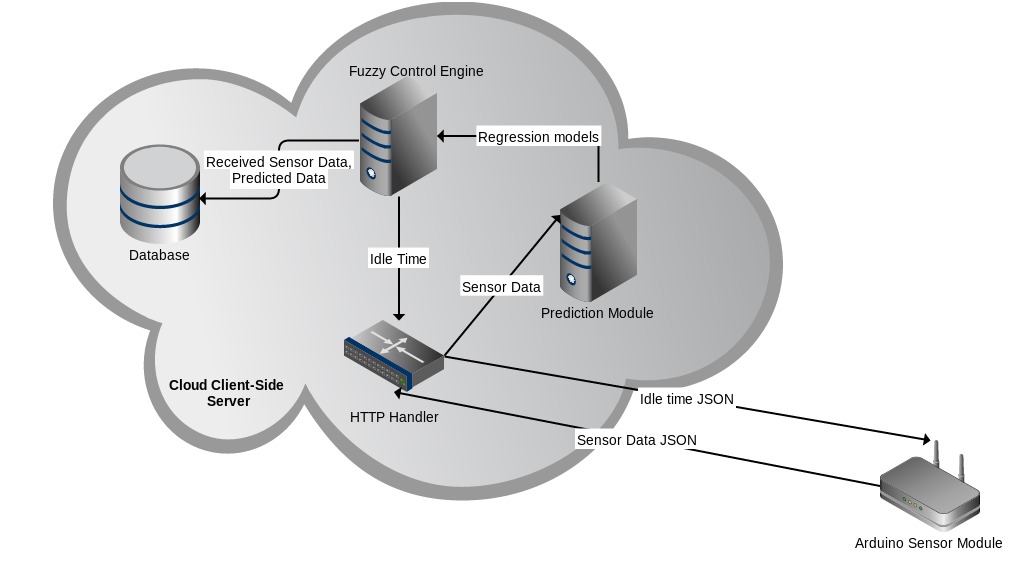 Fuzzy Control Engine
Regression models
Received Sensor Data,
Predicted Data
Database
Idle Time
Sensor Data
Prediction Module
Cloud Client-Side
Server
HTTP Handler
Idle time JSON
Sensor Data JSON
Arduino Sensor Module